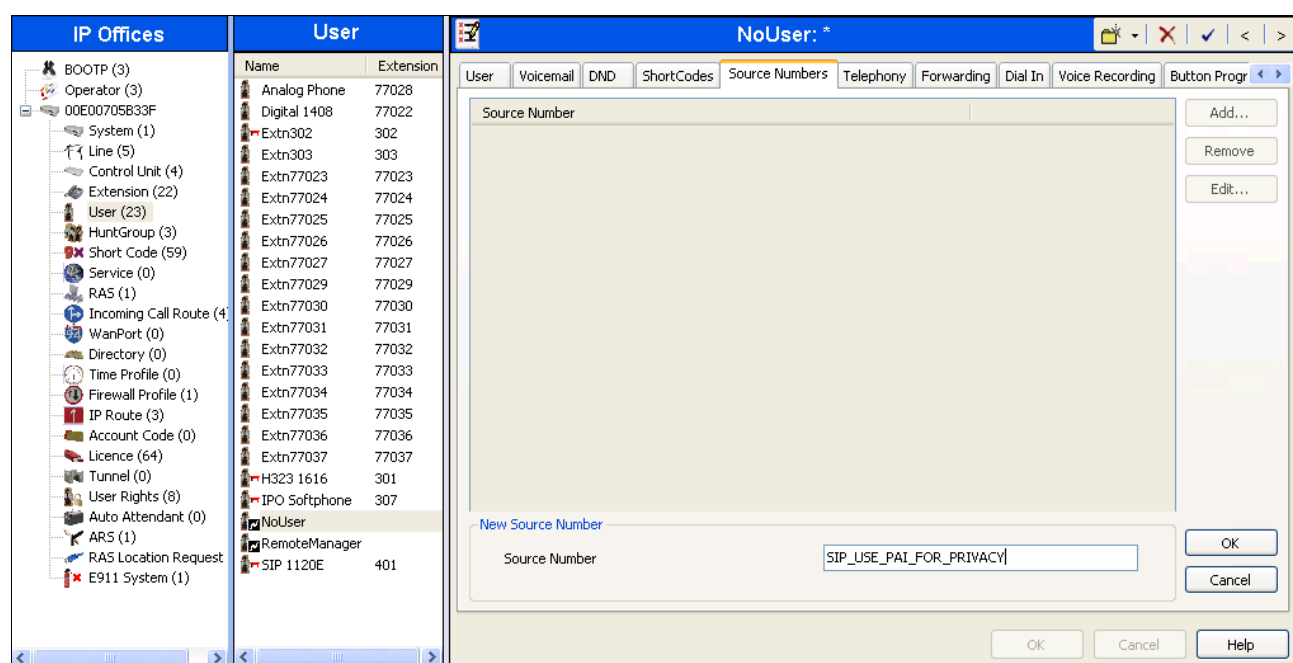 IP Offices
BOOTP (3)
Operator (3)
00E00705B33F
System (1)
Line (5)
Control Unit (4)
Extension (22)
User (23)
HuntGroup (3)
Short Code (59)
Service (0)
RAS (1)
Incoming Call Route (4)
WanPort (0)
Directory (0)
Time Profile (0)
Firewall Profile (1)
IP Route (3)
Account Code (0)
Licence (64)
Tunnel (0)
User Rights (8)
Auto Attendant (0)
ARS (1)
RAS Location Request
E911 System (1)
User
Name Extension
Analog Phone 77028
Digital 1408 77022
Extn302 302
Extn303 303
Extn77023 77023
Extn77024 77024
Extn77025 77025
Extn77026 77026
Extn77027 77027
Extn77029 77029
Extn77030 77030
Extn77031 77031
Extn77032 77032
Extn77033 77033
Extn77034 77034
Extn77035 77035
Extn77036 77036
Extn77037 77037
H323 1616 301
IPO Softphone 307
NoUser
RemoteManager
SIP 1120E 401
NoUser: *
User Voicemail DND ShortCodes Source Numbers Telephony Forwarding Dial In Voice Recording Button Progr
Source Number
Add...
Remove
Edit...
New Source Number
Source Number SIP_USE_PAI_FOR_PRIVACY
OK
Cancel
OK Cancel Help